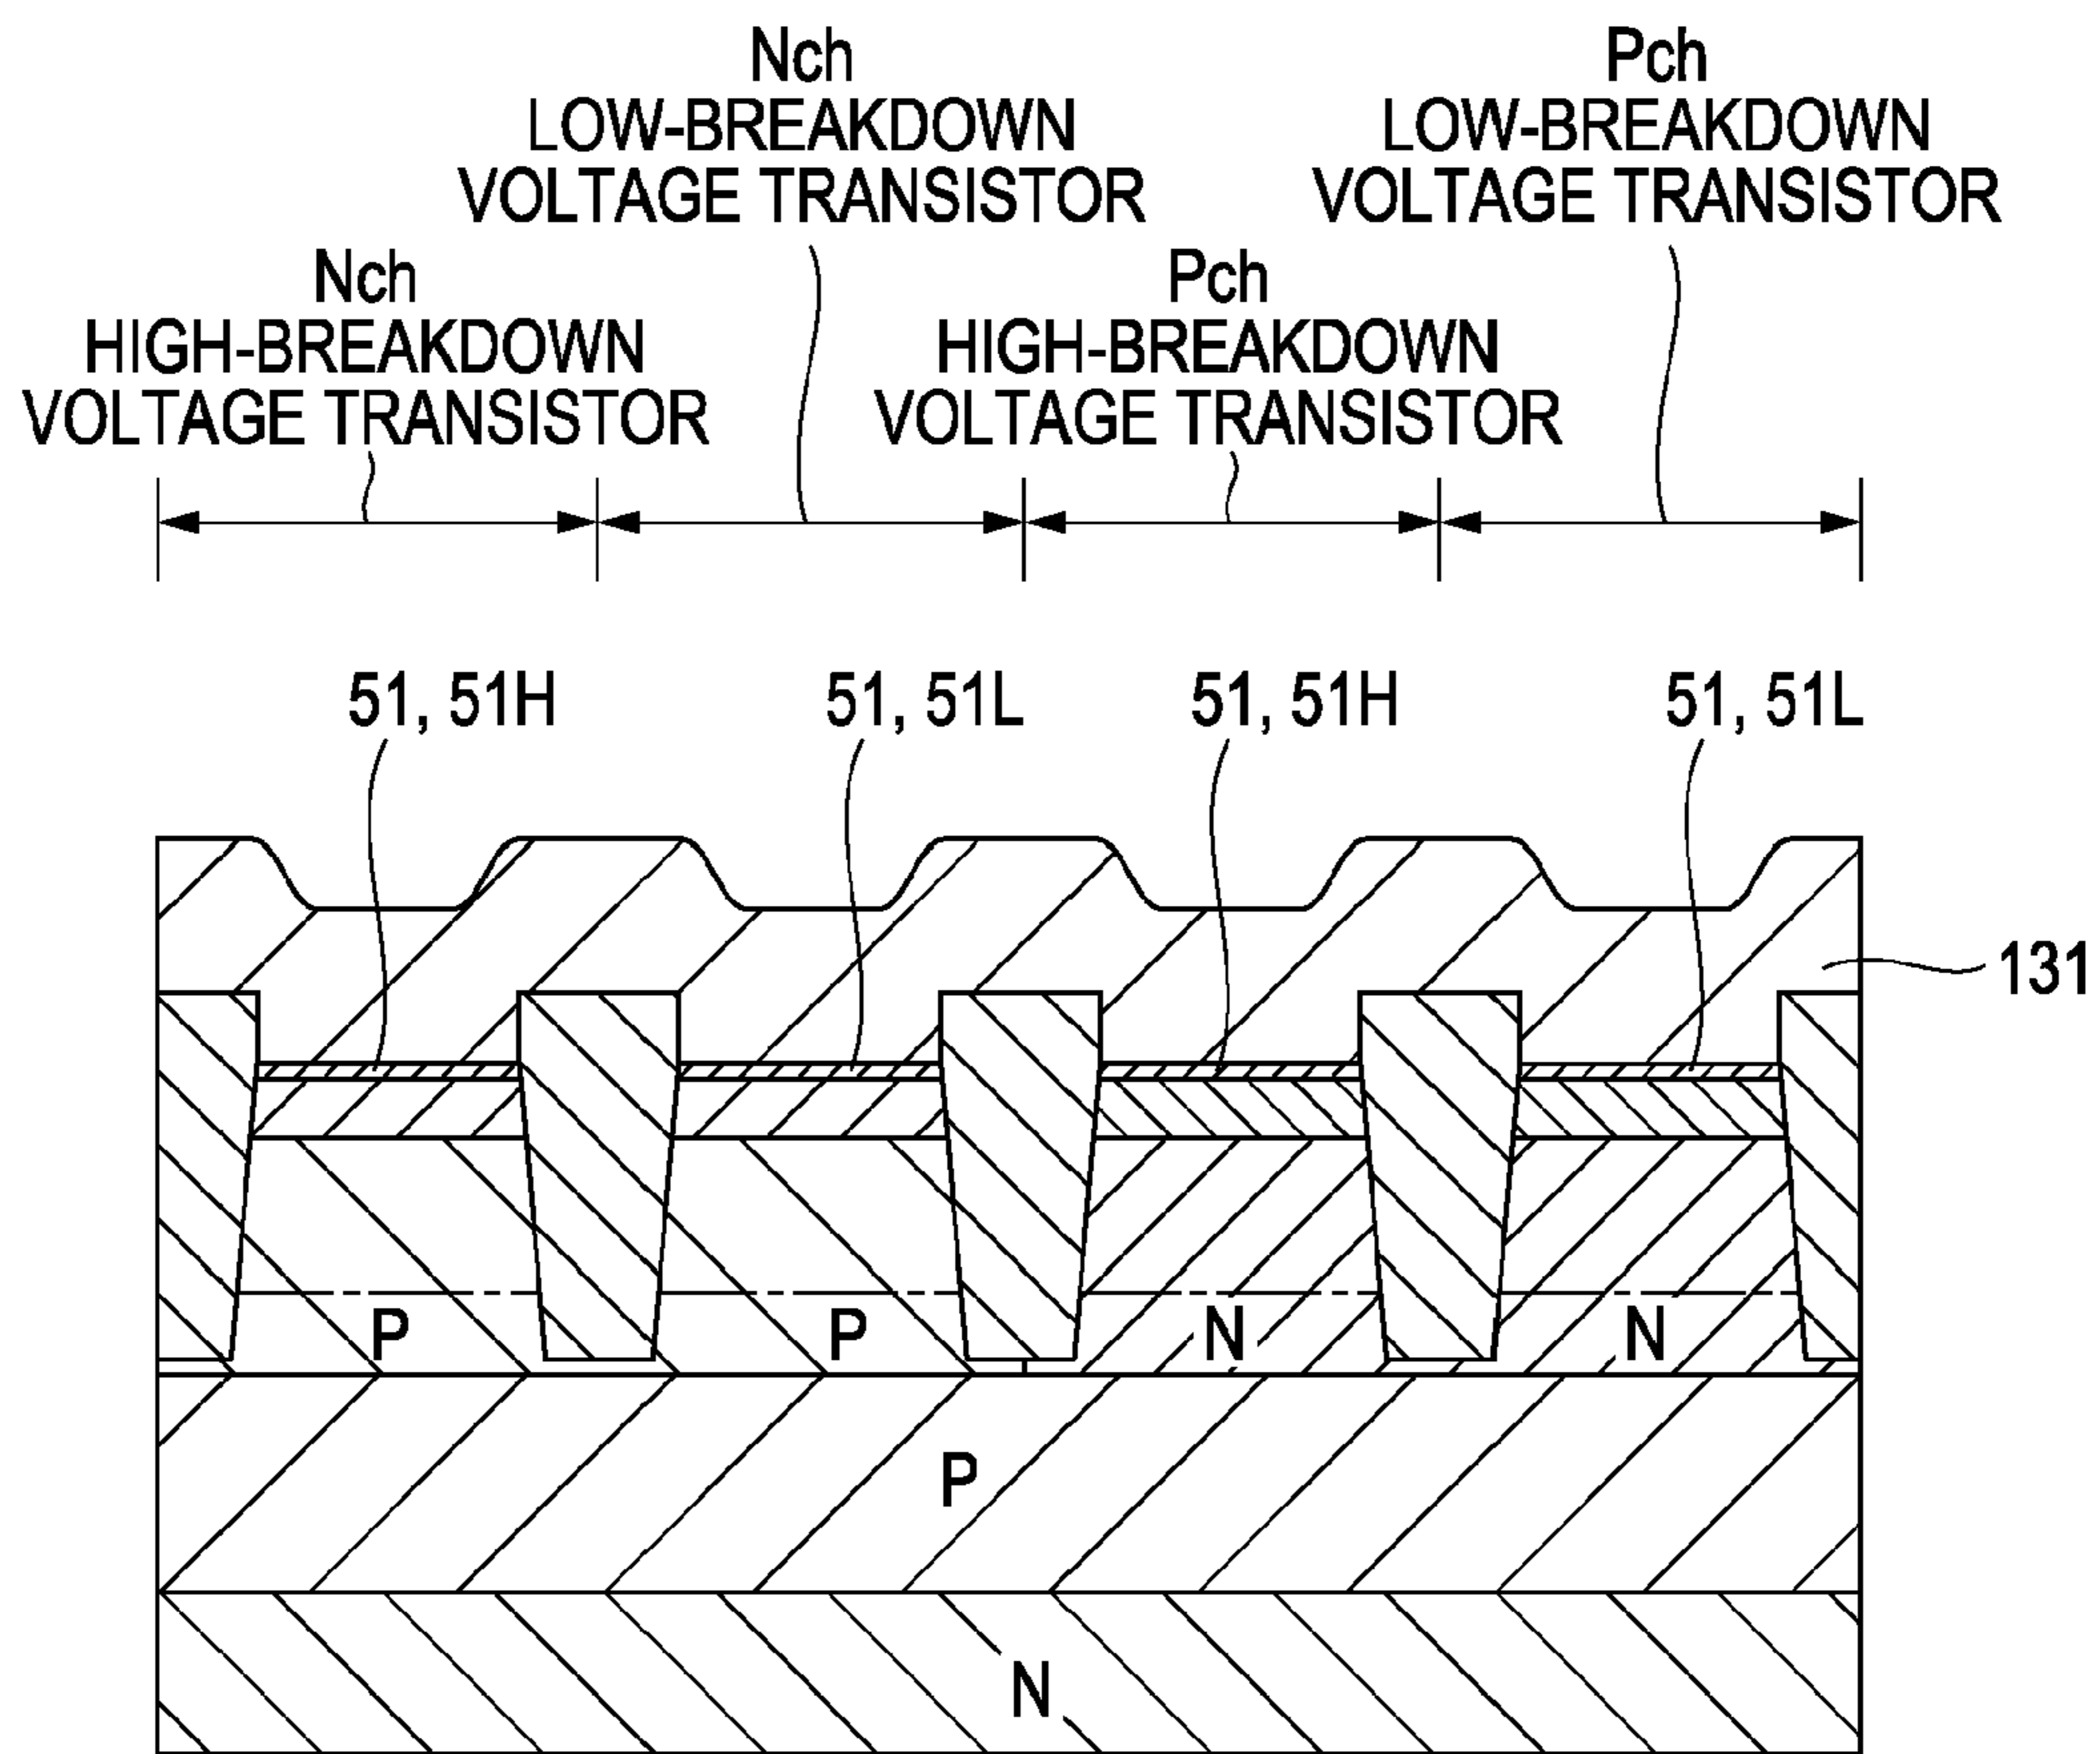 Nch
LOW-BREAKDOWN
VOLTAGE TRANSISTOR
Pch
LOW-BREAKDOWN
VOLTAGE TRANSISTOR
Nch
HIGH-BREAKDOWN
VOLTAGE TRANSISTOR
Pch
HIGH-BREAKDOWN
VOLTAGE TRANSISTOR
51, 51H
51, 51L
51, 51H
51, 51L
131
P
P
N
N
P
N